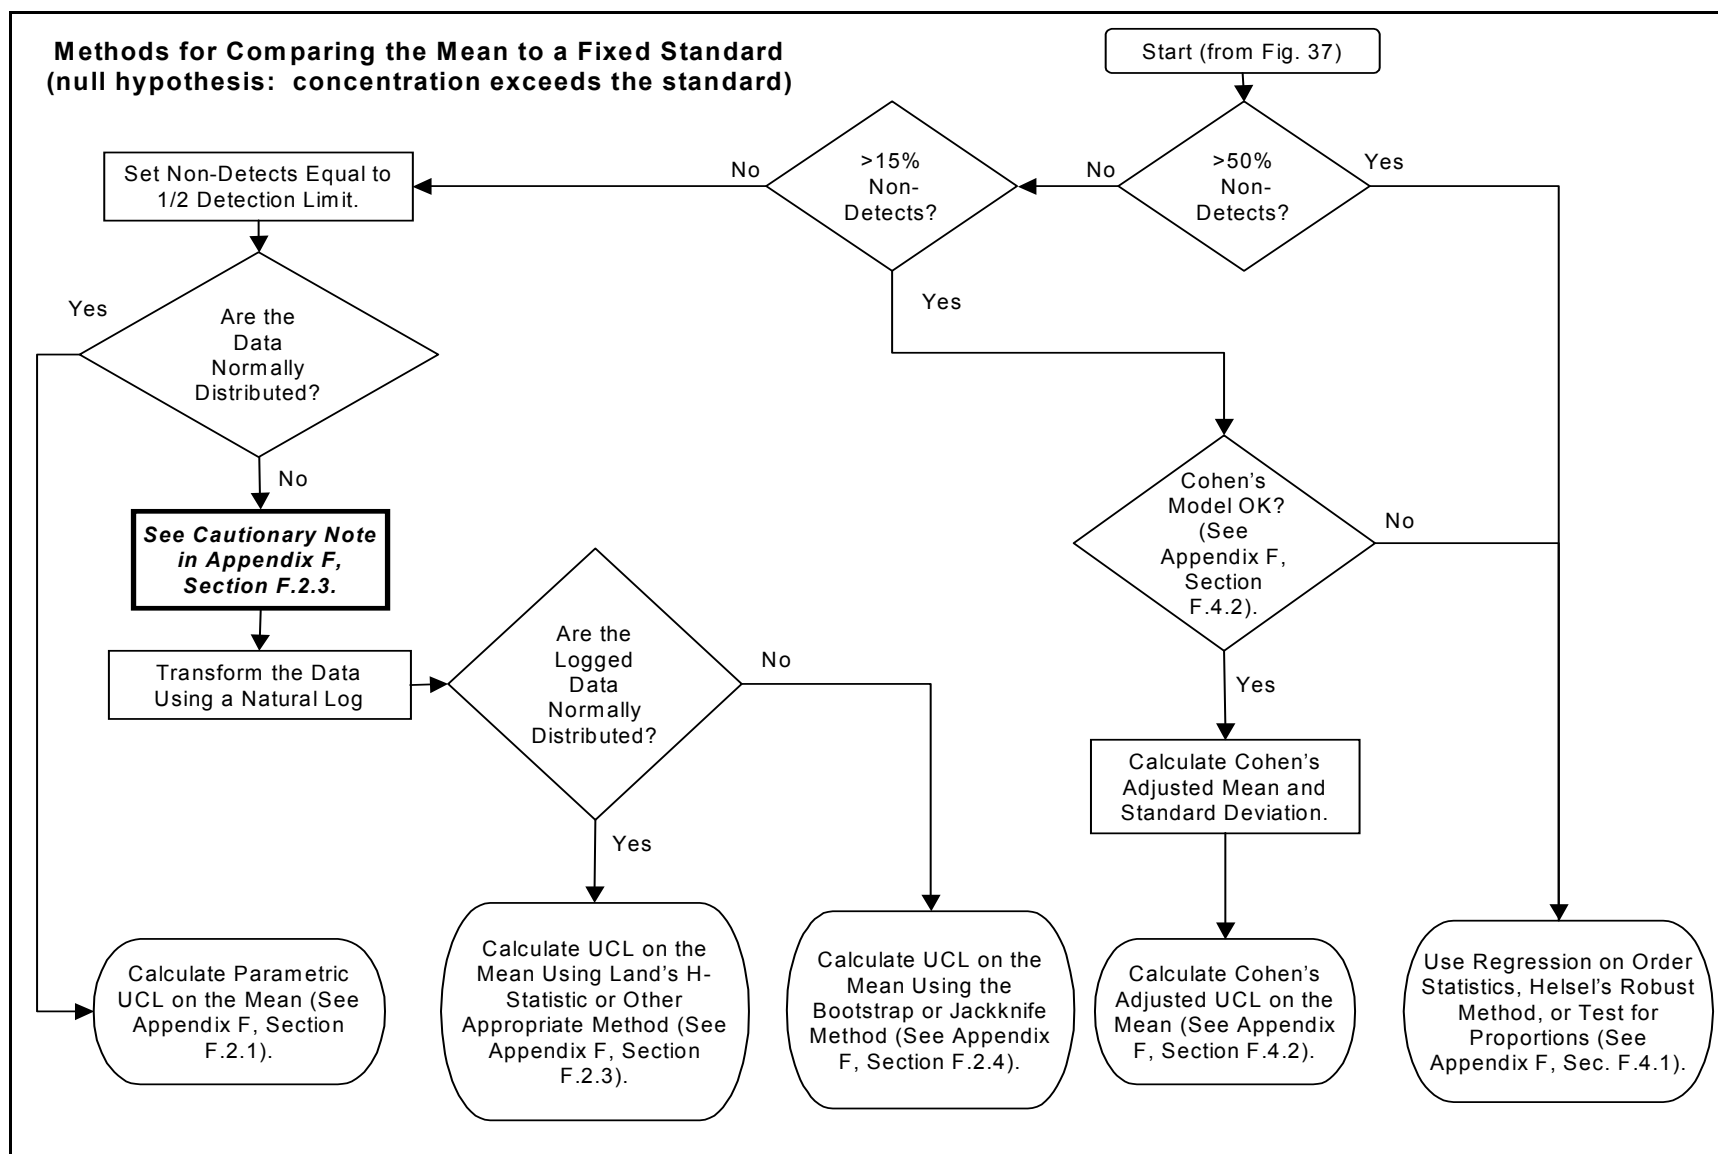 Methods for Comparing the Mean to a Fixed Standard
(null hypothesis: concentration exceeds the standard)
Start (from Fig. 37)
>50%
Non-
Detects?
Yes
No
>15%
Non-
Detects?
No
Yes
Set Non-Detects Equal to
1/2 Detection Limit.
Are the
Data
Normally
Distributed?
Yes
No
See Cautionary Note
in Appendix F,
Section F.2.3.
Transform the Data
Using a Natural Log
Are the
Logged
Data
Normally
Distributed?
No
Yes
Cohen's
Model OK?
(See
Appendix F,
Section
F.4.2).
No
Yes
Calculate Cohen's
Adjusted Mean and
Standard Deviation.
Calculate Parametric
UCL on the Mean (See
Appendix F, Section
F.2.1).
Calculate UCL on the
Mean Using Land's H-
Statistic or Other
Appropriate Method (See
Appendix F, Section
F.2.3).
Calculate UCL on the
Mean Using the
Bootstrap or Jackknife
Method (See Appendix
F, Section F.2.4).
Calculate Cohen's
Adjusted UCL on the
Mean (See Appendix
F, Section F.4.2).
Use Regression on Order
Statistics, Helsel's Robust
Method, or Test for
Proportions (See
Appendix F, Sec. F.4.1).